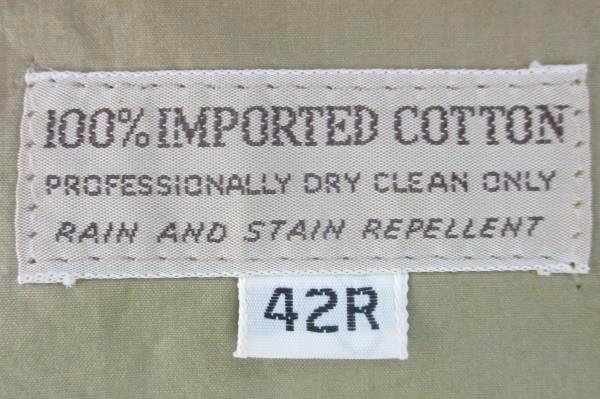 100% IMPORTED COTTON
PROFESSIONALLY DRY CLEAN ONLY
RAIN AND STAIN REPELLENT
42R